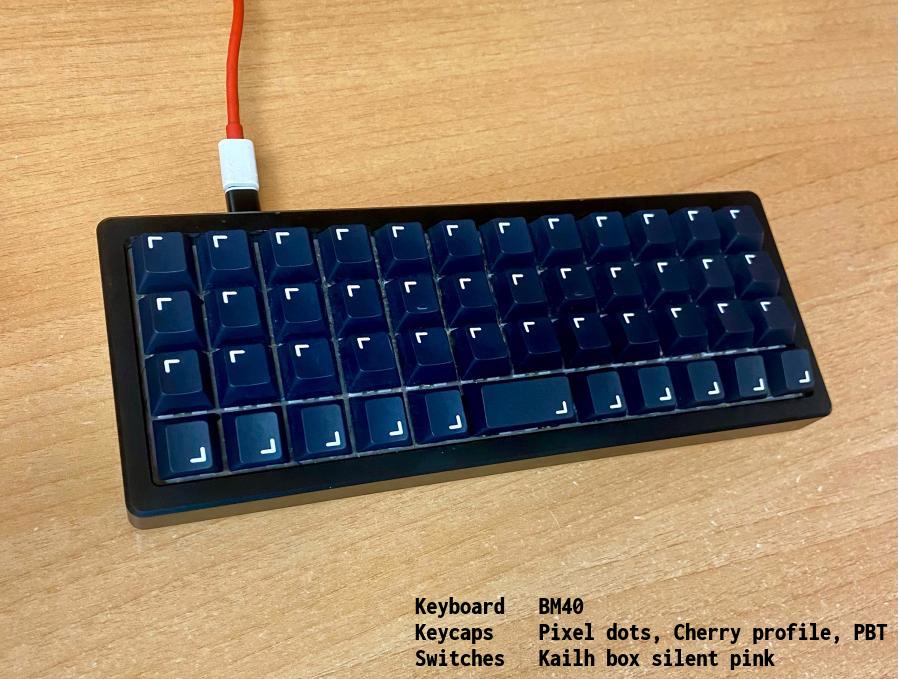 Keyboard BM40
Keycaps Pixel dots, Cherry profile, PBT
Switches Kailh box silent pink